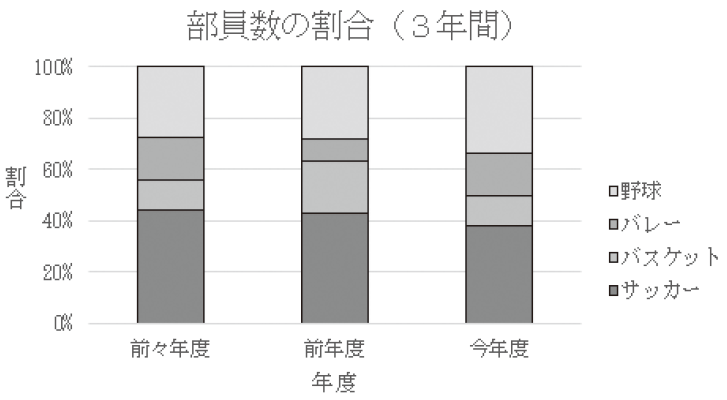 部員数の割合（３年間）
100%
80%
60%
40%
20%
0%
割合
前々年度
前年度
今年度
年度
野球
バレー
バスケット
サッカー